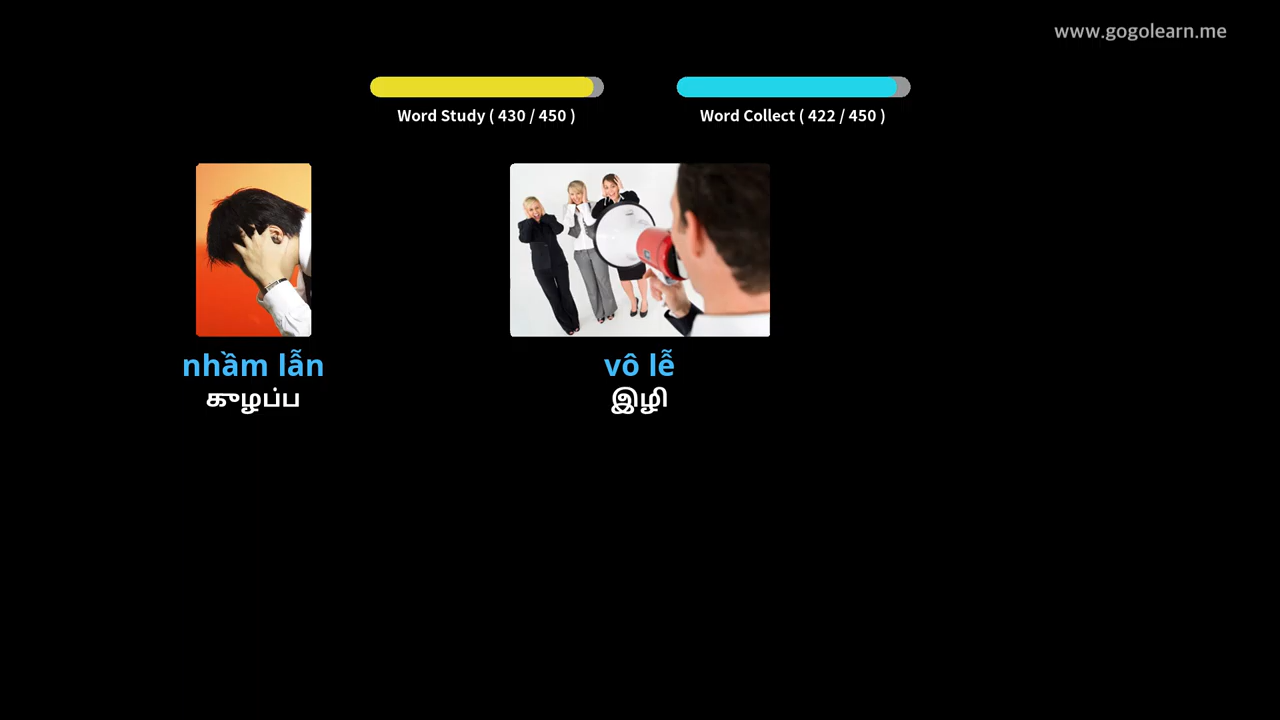 www.gogolearn.me
Word Study ( 430 / 450 )
Word Collect ( 422 / 450 )
nhầm lẫn
குழப்ப
vô lễ
இழி